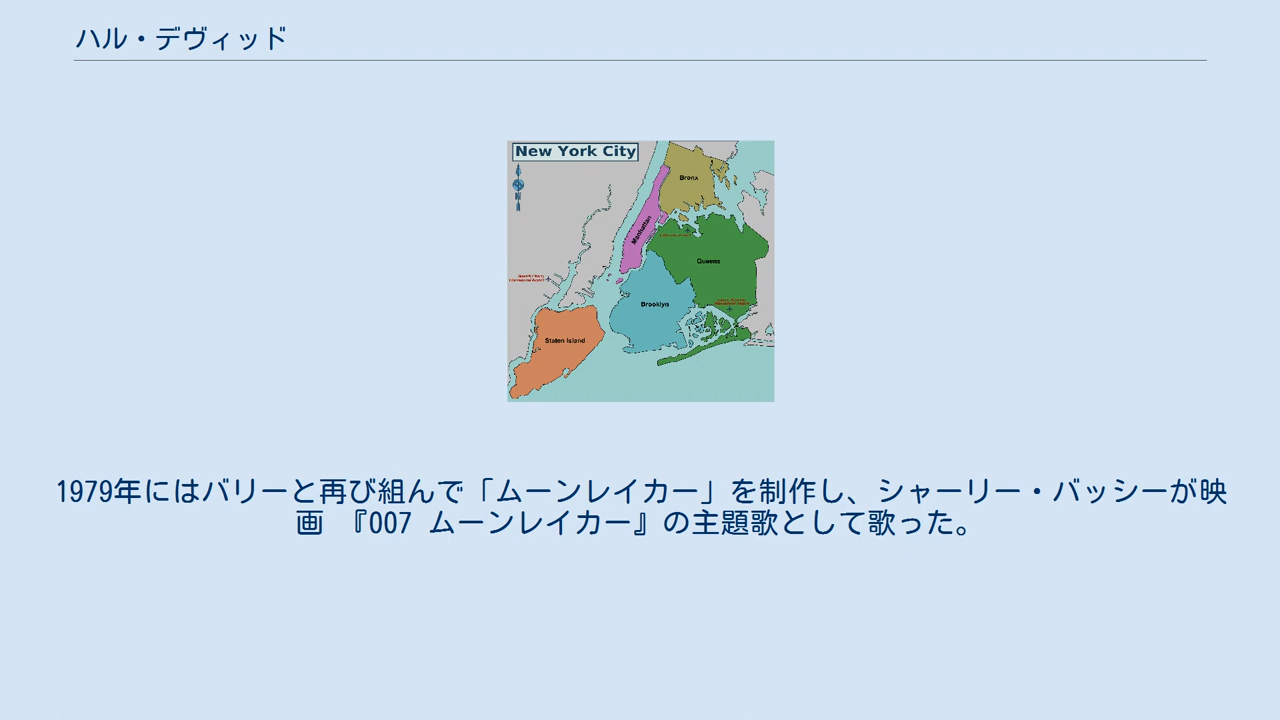 ハル・デヴィッド
New York City
Bronx
Manhattan
Queens
Brooklyn
Staten Island
1979年にはバリーと再び組んで「ムーンレイカー」を制作し、シャーリー・バッシーが映
画 『007 ムーンレイカー』の主題歌として歌った。